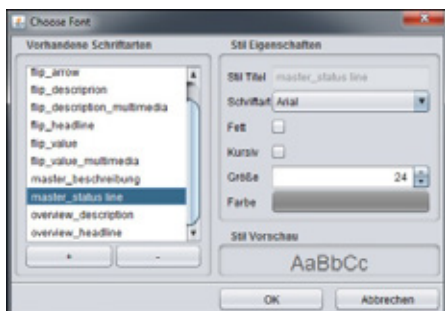 Choose Font
Vorhandene Schriftarten
flip_arrow
flip_descriprion
flip_description_multimedia
flip_headline
flip_value
flip_value_multimedia
master_beschreibung
master_status line
overview_description
overview_headline
+ -
Stil Eigenschaften
Stil Titel master_status line
Schriftart Arial
Fett
Kursiv
Größe 24
Farbe
Stil Vorschau
AaBbCc
OK Abbrechen